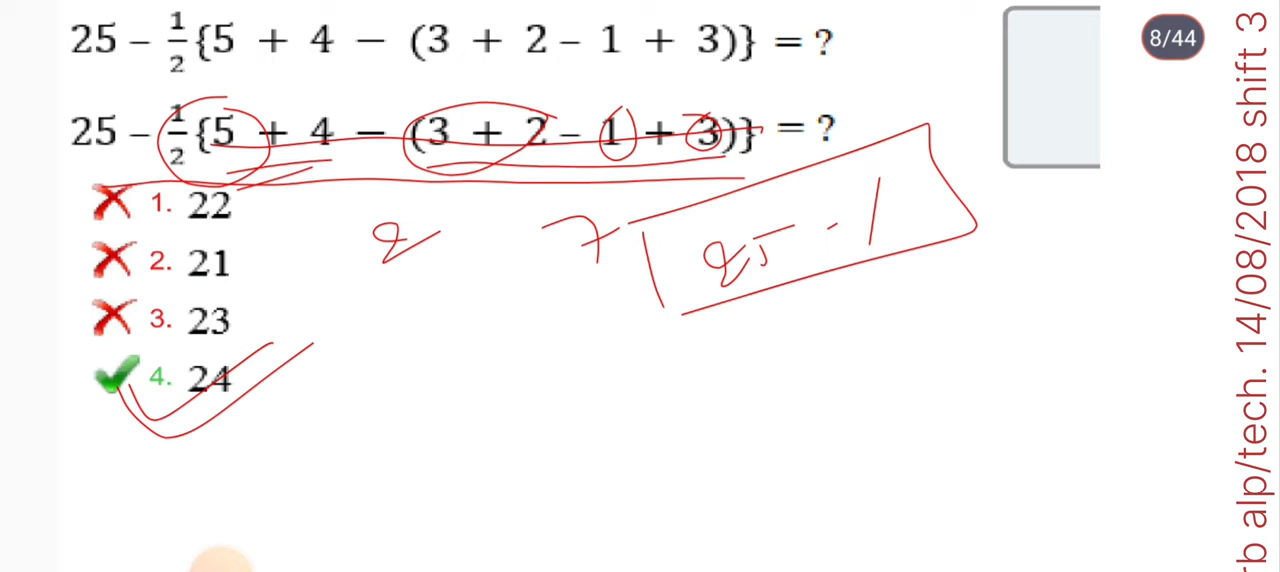 25 – 1/2 {5 + 4 − (3 + 2 – 1 + 3)} = ?
8/44
25 – 1/2 {5 + 4 − (3 + 2 – 1 + 3)} = ?
1. 22
2. 21
3. 23
4. 24
2 7 25 - 1
rb alp/tech. 14/08/2018 shift 3